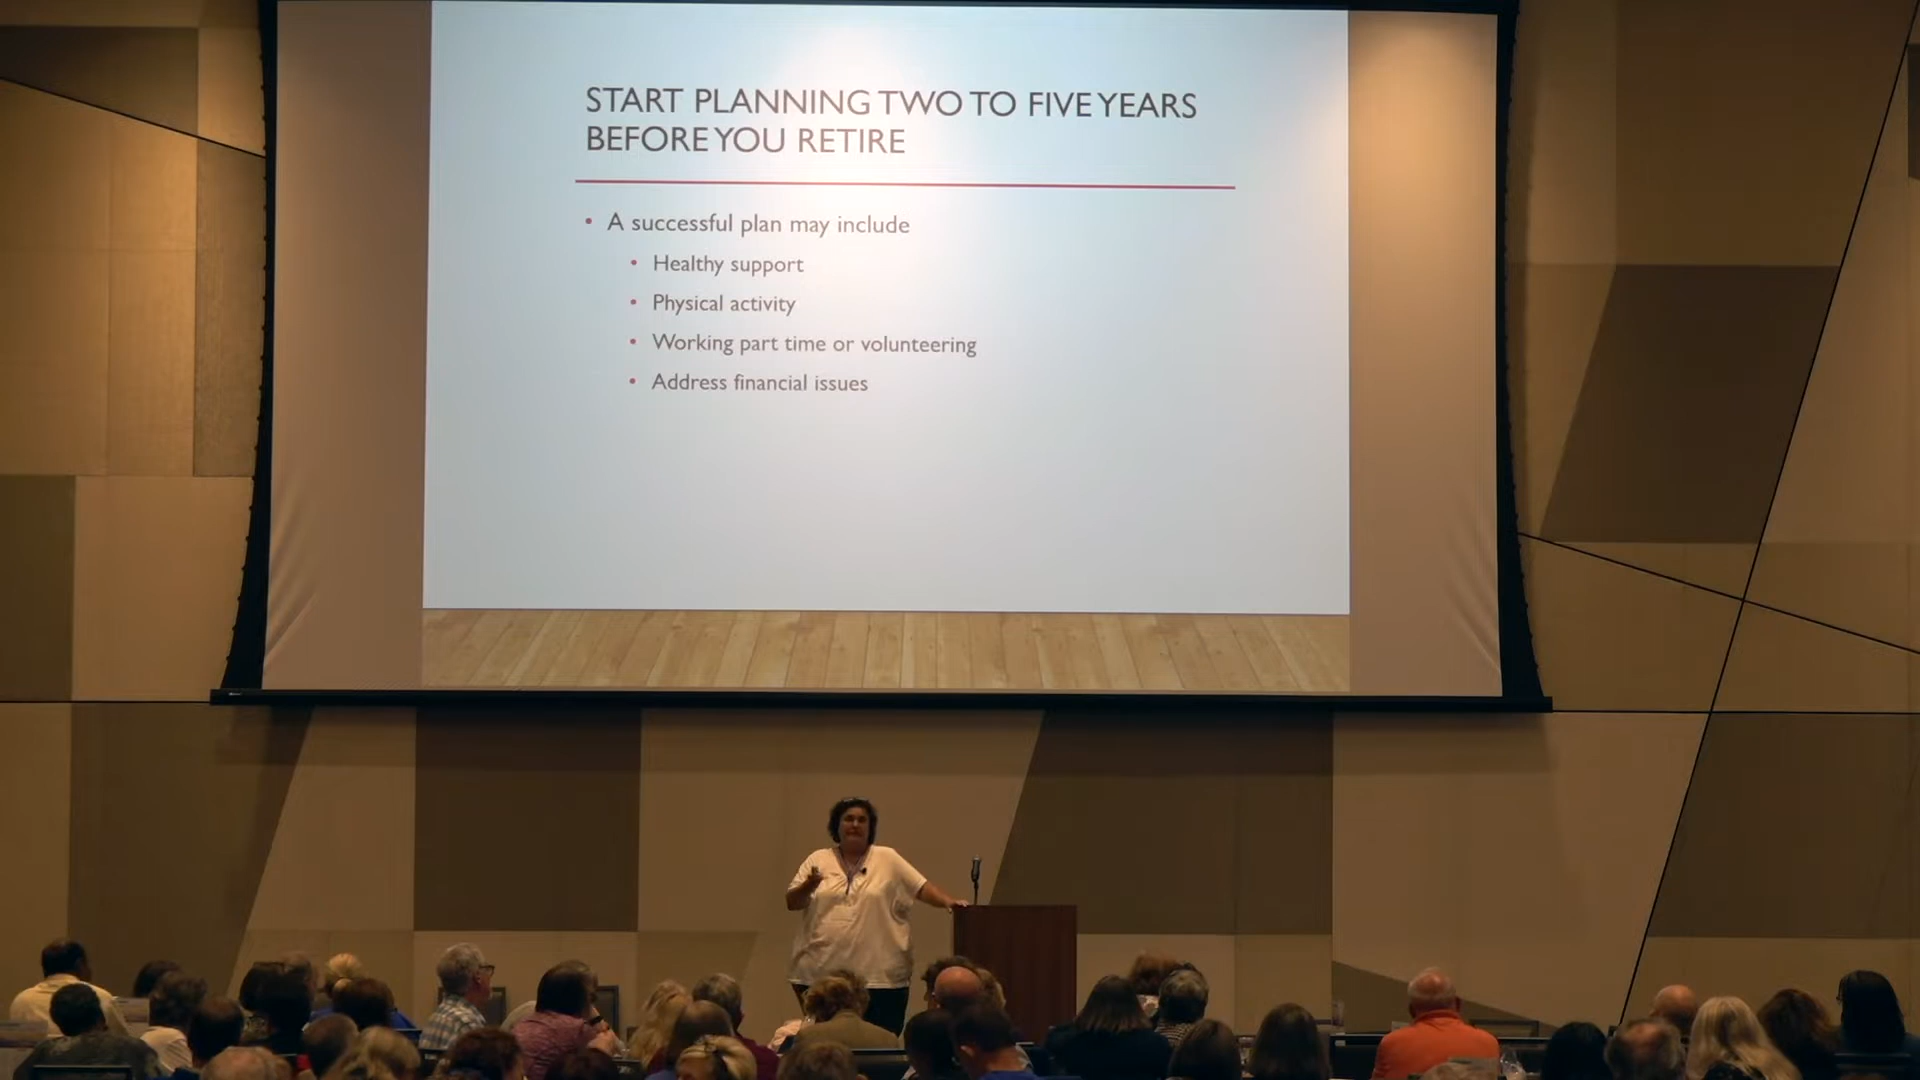 START PLANNING TWO TO FIVE YEARS
BEFORE YOU RETIRE
• A successful plan may include
• Healthy support
• Physical activity
• Working part time or volunteering
• Address financial issues